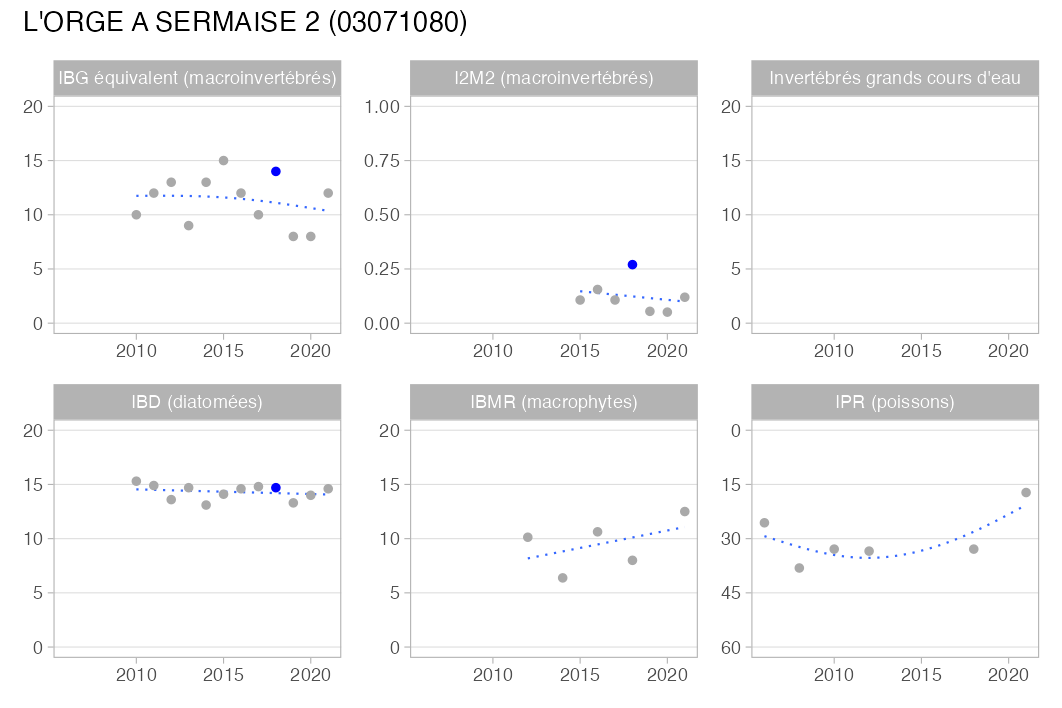 L'ORGE A SERMAISE 2 (03071080)
IBG équivalent (macroinvertébrés)
20
15
10
5
0
2010 2015 2020
I2M2 (macroinvertébrés)
1.00
0.75
0.50
0.25
0.00
2010 2015 2020
Invertébrés grands cours d'eau
20
15
10
5
0
2010 2015 2020
IBD (diatomées)
20
15
10
5
0
2010 2015 2020
IBMR (macrophytes)
20
15
10
5
0
2010 2015 2020
IPR (poissons)
0
15
30
45
60
2010 2015 2020